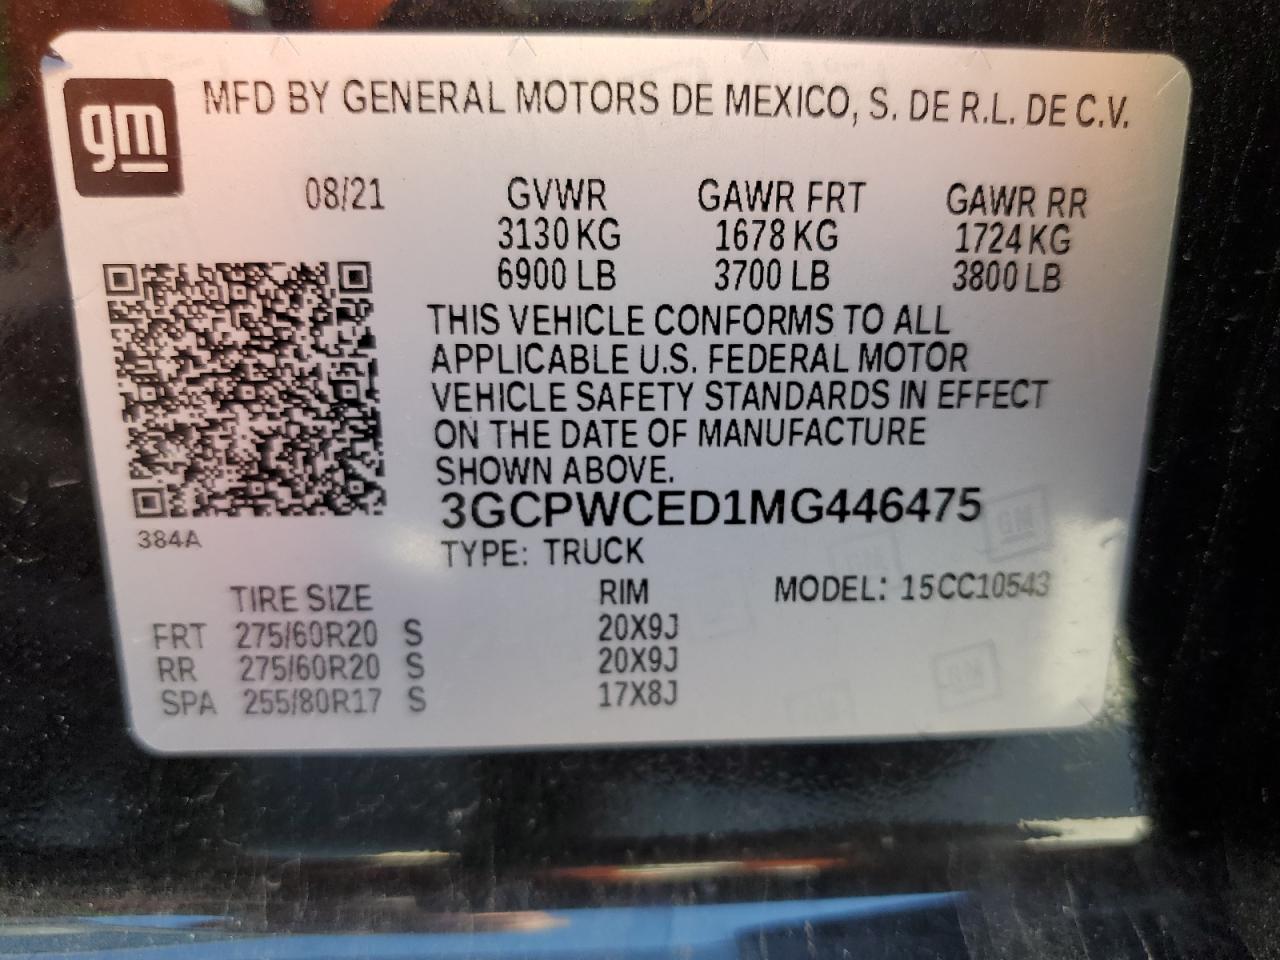 gm
MFD BY GENERAL MOTORS DE MEXICO, S. DE R.L. DE C.V.
08/21 GVWR GAWR FRT GAWR RR
3130 KG 1678 KG 1724 KG
6900 LB 3700 LB 3800 LB
THIS VEHICLE CONFORMS TO ALL
APPLICABLE U.S. FEDERAL MOTOR
VEHICLE SAFETY STANDARDS IN EFFECT
ON THE DATE OF MANUFACTURE
SHOWN ABOVE.
3GCPWCED1MG446475
384A
TYPE: TRUCK
TIRE SIZE RIM MODEL: 15CC10543
FRT 275/60R20 S 20X9J
RR 275/60R20 S 20X9J
SPA 255/80R17 S 17X8J